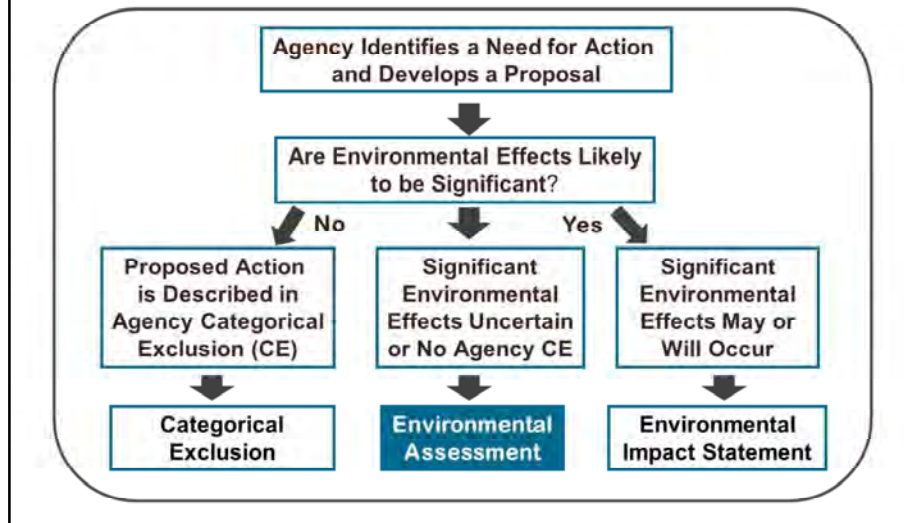 Agency Identifies a Need for Action
and Develops a Proposal
Are Environmental Effects Likely
to be Significant?
No
Yes
Proposed Action
is Described in
Agency Categorical
Exclusion (CE)
Significant
Environmental
Effects Uncertain
or No Agency CE
Significant
Environmental
Effects May or
Will Occur
Categorical
Exclusion
Environmental
Assessment
Environmental
Impact Statement